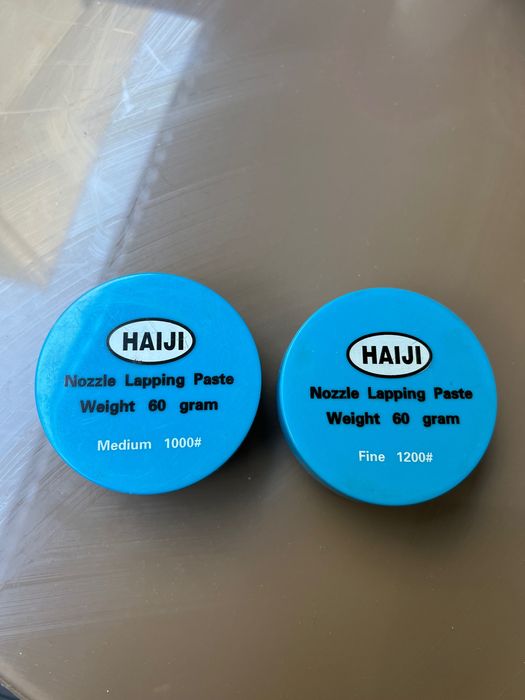 HAIJI
Nozzle Lapping Paste
Weight 60 gram
Medium 1000#
HAIJI
Nozzle Lapping Paste
Weight 60 gram
Fine 1200#